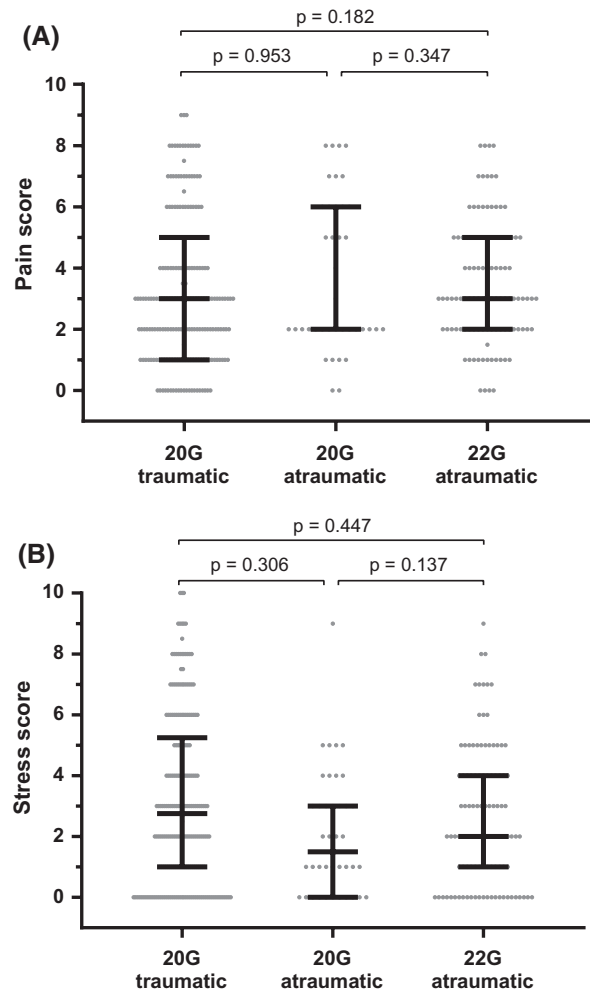 (A)
p = 0.182
p = 0.953
p = 0.347
Pain score
10
8
6
4
2
0
20G
traumatic
20G
atraumatic
22G
atraumatic
(B)
p = 0.447
p = 0.306
p = 0.137
Stress score
10
8
6
4
2
0
20G
traumatic
20G
atraumatic
22G
atraumatic